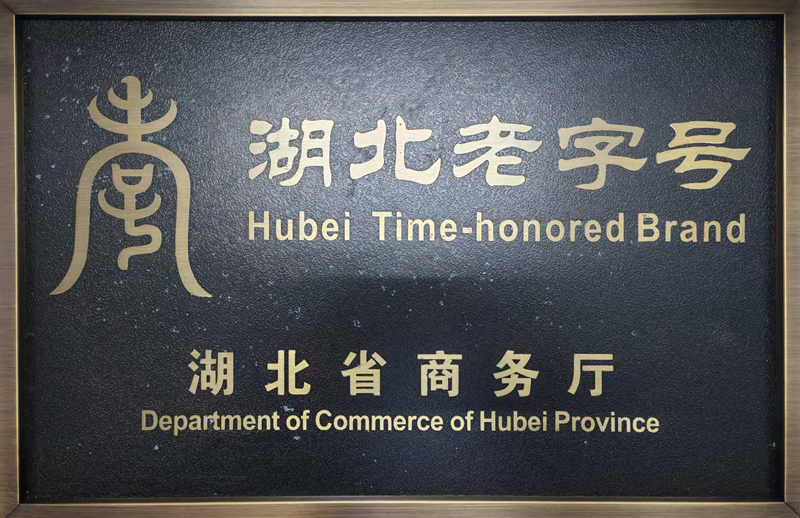 湖北老字号
Hubei Time-honored Brand
湖北省商务厅
Department of Commerce of Hubei Province